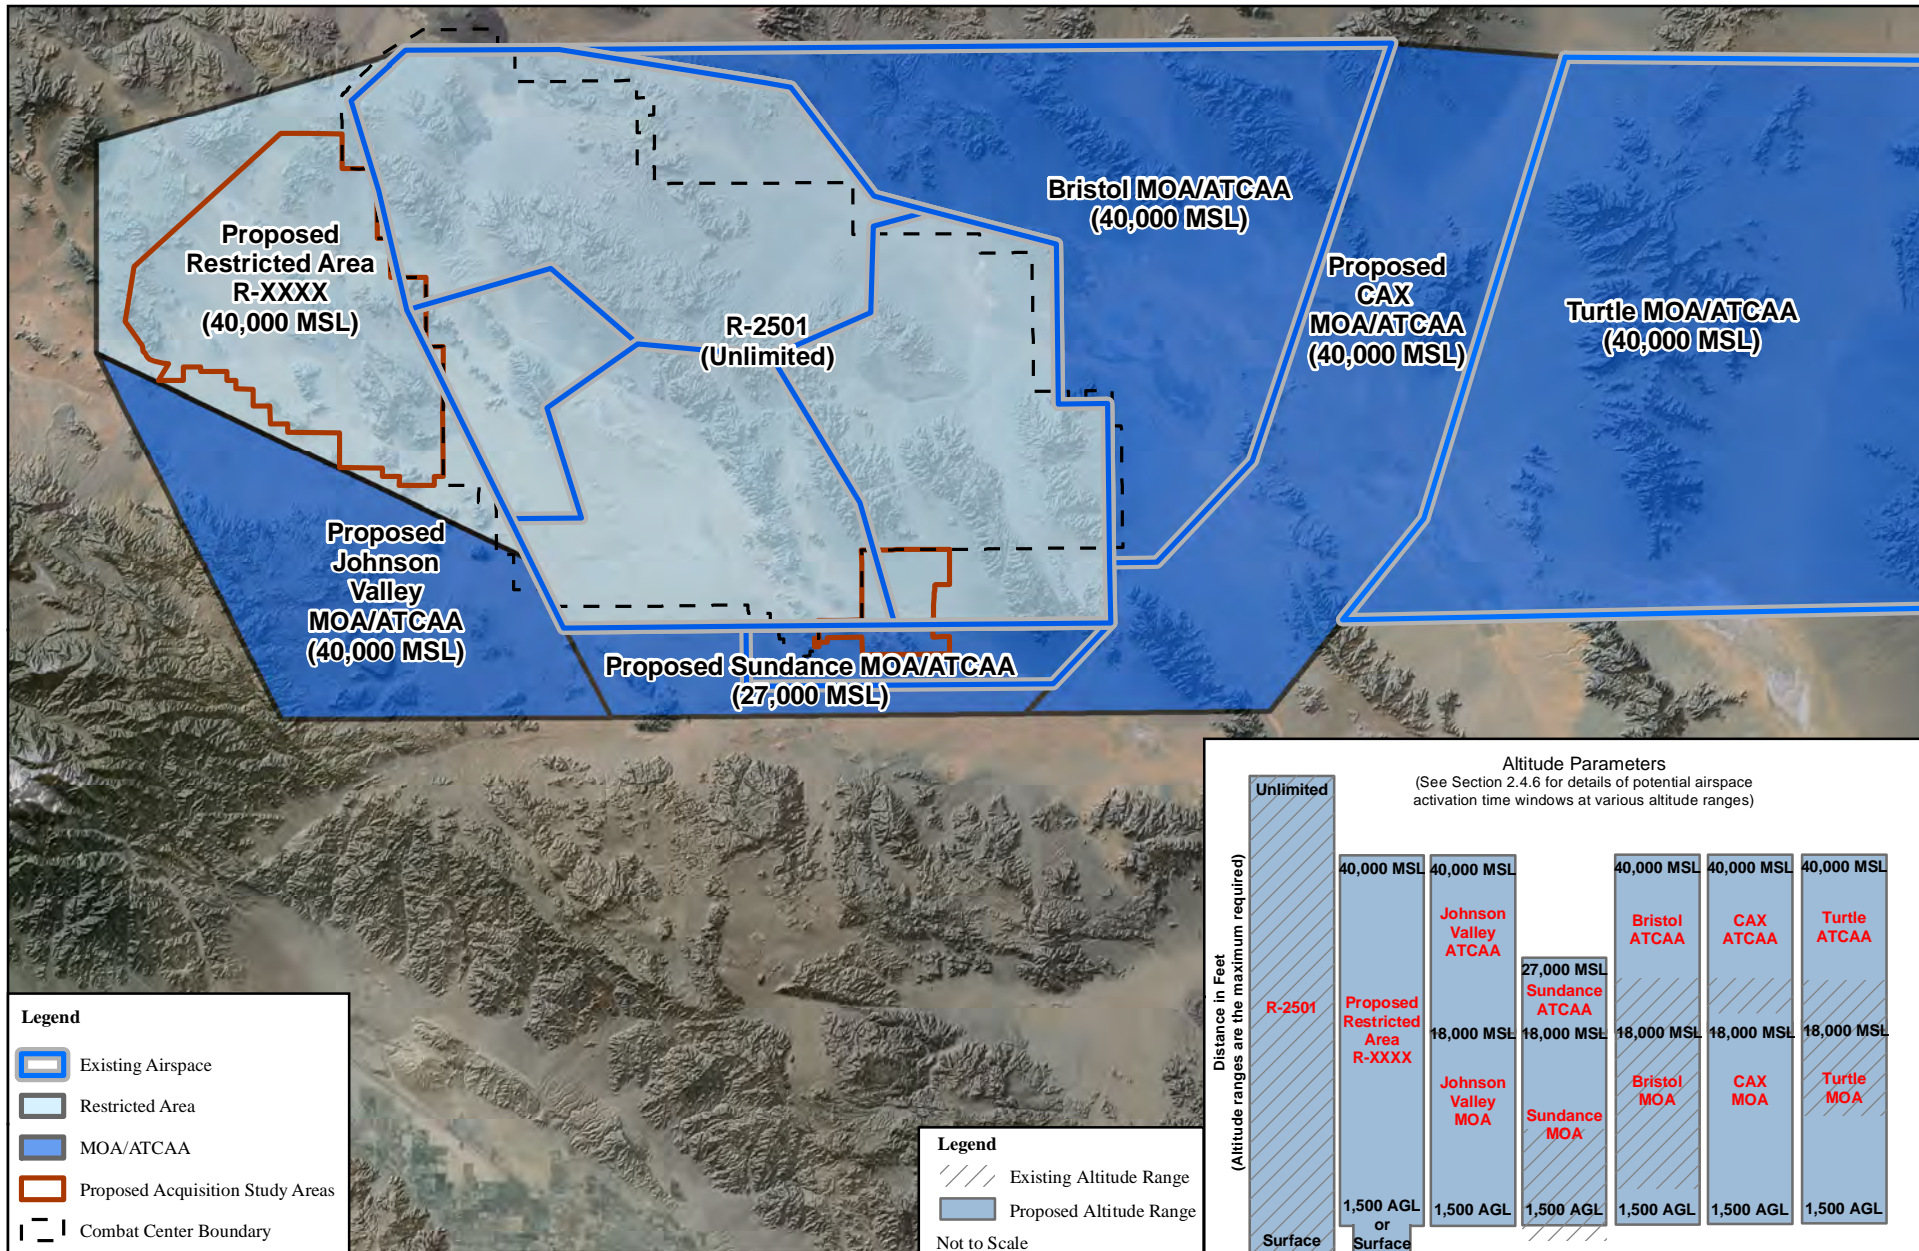 Bristol MOA/ATCAA
(40,000 MSL)
Proposed
Restricted Area
R-XXXX
(40,000 MSL)
Proposed
CAX
MOA/ATCAA
(40,000 MSL)
Turtle MOA/ATCAA
(40,000 MSL)
R-2501
(Unlimited)
Proposed
Johnson
Valley
MOA/ATCAA
(40,000 MSL)
Proposed Sundance MOA/ATCAA
(27,000 MSL)
Altitude Parameters
(See Section 2.4.6 for details of potential airspace
activation time windows at various altitude ranges)
Distance in Feet
(Altitude ranges are the maximum required)
Unlimited
R-2501
Surface
40,000 MSL
Proposed
Restricted
Area
R-XXXX
1,500 AGL
or
Surface
40,000 MSL
Johnson
Valley
ATCAA
18,000 MSL
Johnson
Valley
MOA
1,500 AGL
27,000 MSL
Sundance
ATCAA
18,000 MSL
Sundance
MOA
1,500 AGL
40,000 MSL
Bristol
ATCAA
18,000 MSL
Bristol
MOA
1,500 AGL
40,000 MSL
CAX
ATCAA
18,000 MSL
CAX
MOA
1,500 AGL
40,000 MSL
Turtle
ATCAA
18,000 MSL
Turtle
MOA
1,500 AGL
Legend
Existing Airspace
Restricted Area
MOA/ATCAA
Proposed Acquisition Study Areas
Combat Center Boundary
Legend
Existing Altitude Range
Proposed Altitude Range
Not to Scale